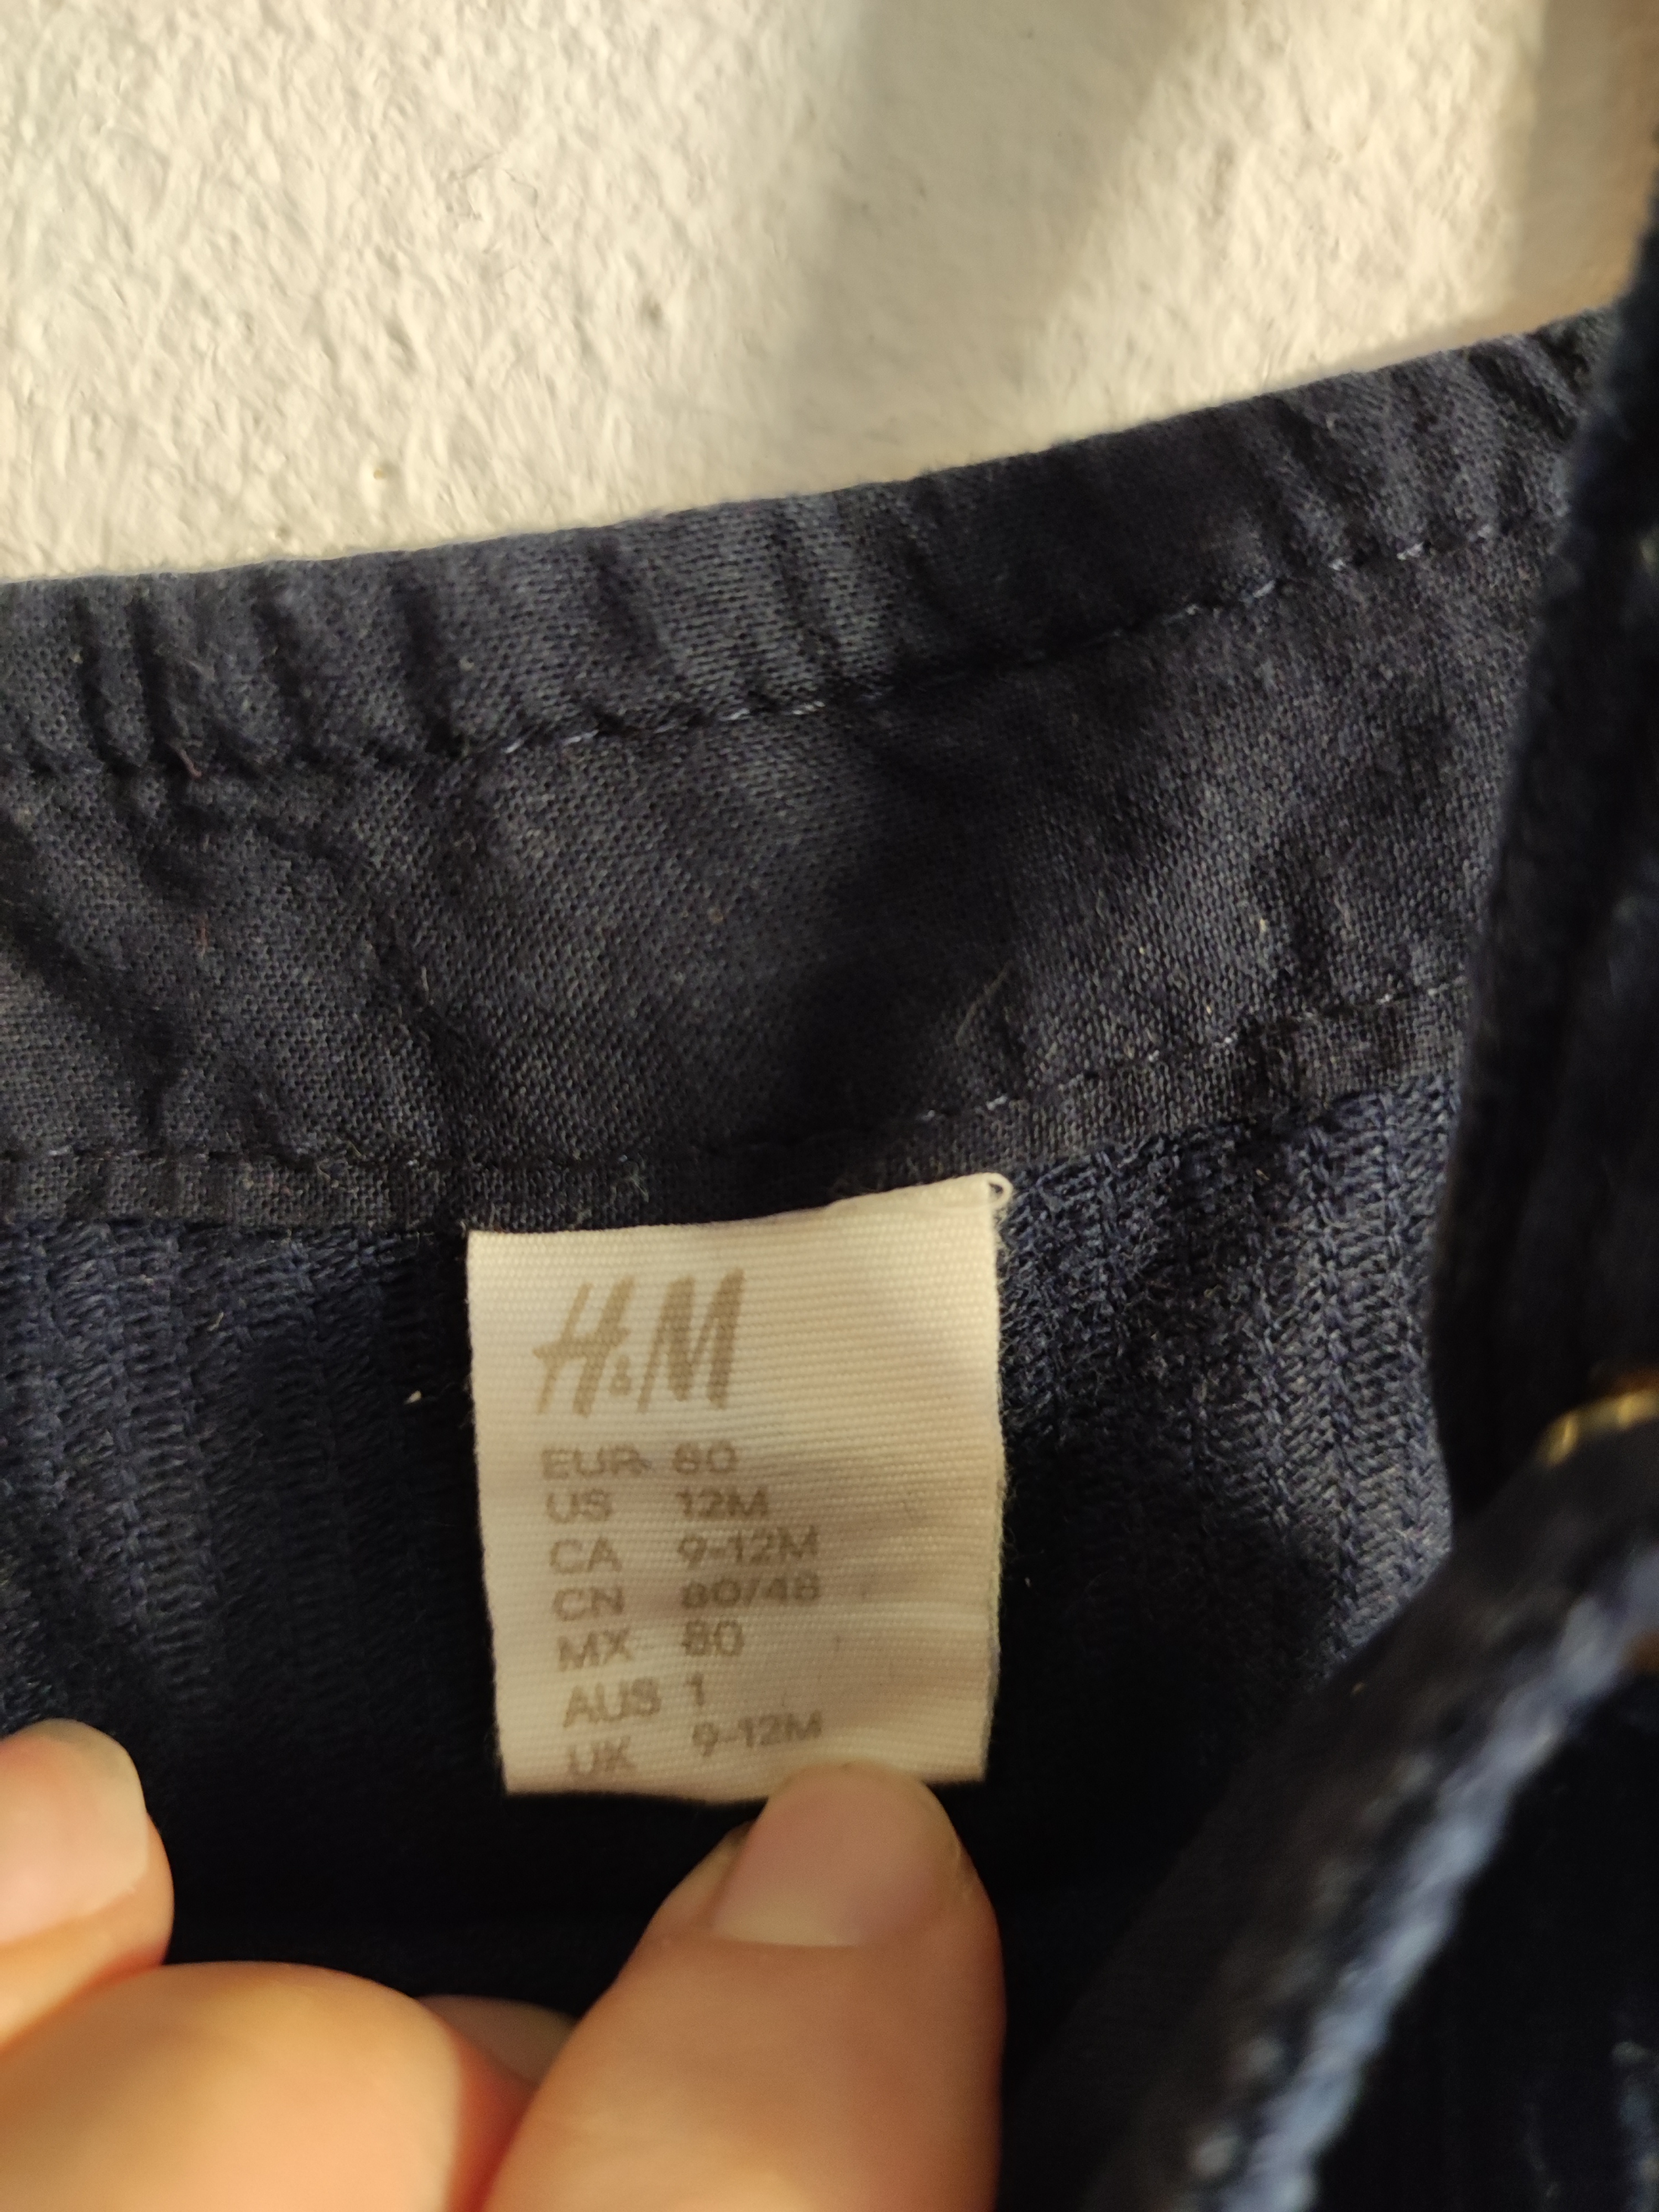 H&M
EUR 80
US 12M
CA 9-12M
CN 80/48
MX 80
AUS 1
UK 9-12M